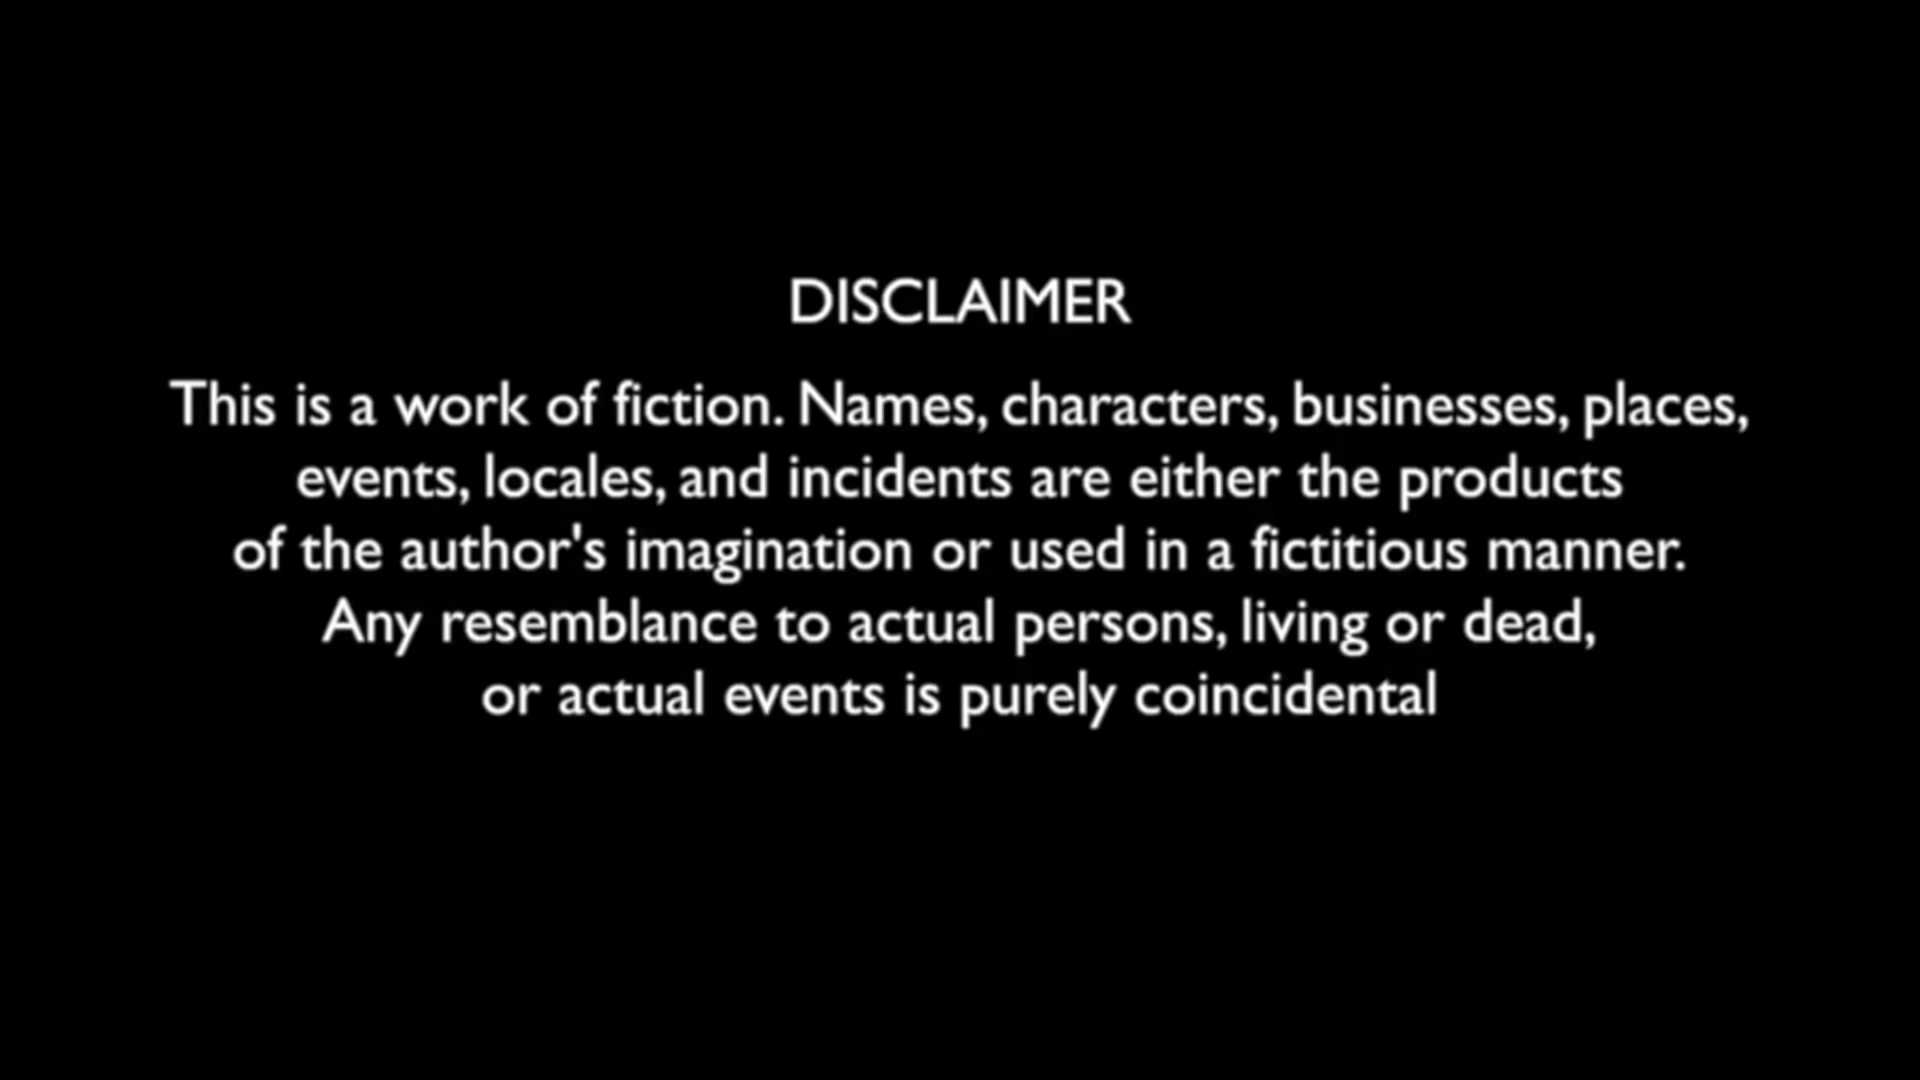 DISCLAIMER
This is a work of fiction. Names, characters, businesses, places,
events, locales, and incidents are either the products
of the author's imagination or used in a fictitious manner.
Any resemblance to actual persons, living or dead,
or actual events is purely coincidental